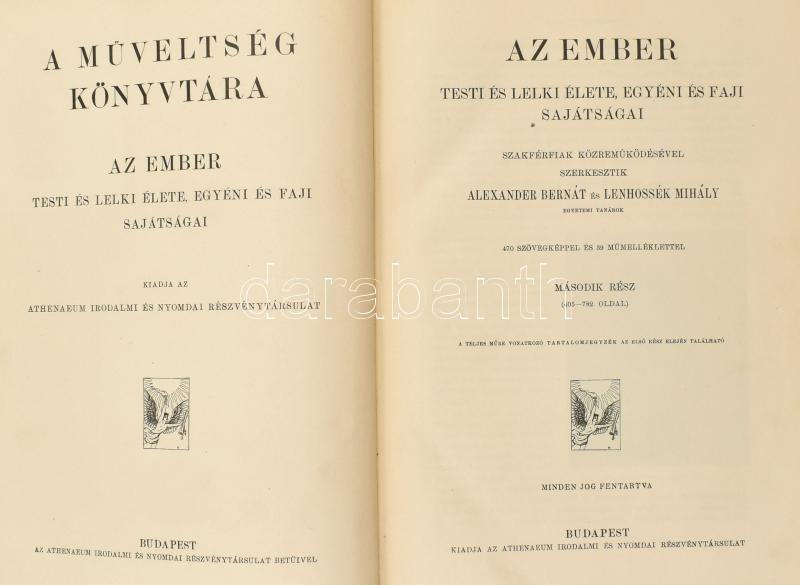 A MŰVELTSÉG
KÖNYVTÁRA
AZ EMBER
TESTI ÉS LELKI ÉLETE, EGYÉNI ÉS FAJI
SAJÁTSÁGAI
KIADJA AZ
ATHENAEUM IRODALMI ÉS NYOMDAI RÉSZVÉNYTÁRSULAT
BUDAPEST
AZ ATHENAEUM IRODALMI ÉS NYOMDAI RÉSZVÉNYTÁRSULAT BETŰIVEL
AZ EMBER
TESTI ÉS LELKI ÉLETE, EGYÉNI ÉS FAJI
SAJÁTSÁGAI
SZAKFÉRFIAK KÖZREMŰKÖDÉSÉVEL
SZERKESZTIK
ALEXANDER BERNÁT ÉS LENHOSSÉK MIHÁLY
EGYETEMI TANÁROK
470 SZÖVEGKÉPPEL ÉS 39 MŰMELLÉKLETTEL
MÁSODIK RÉSZ
OLDAL)
A TELJES MŰRE VONATKOZÓ TARTALOMJEGYZÉK AZ ELSŐ RÉSZ ELEJÉN TALÁLHATÓ
MINDEN JOG FENTARTVA
BUDAPEST
KIADJA AZ ATHENAEUM IRODALMI ÉS NYOMDAI RÉSZVÉNYTÁRSULAT
darabanth